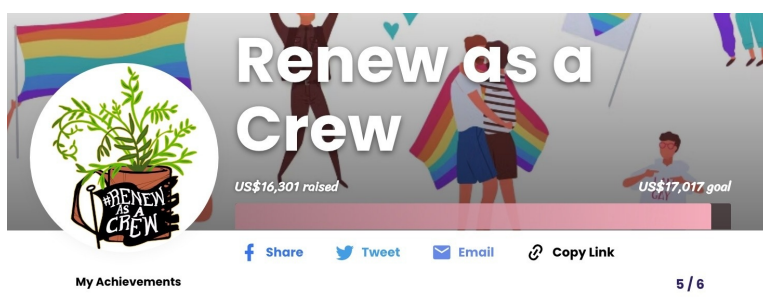 Renew as a
Crew
US$16,301 raised
US$17,017 goal
#RENEW
AS A
CREW
Share
Tweet
Email
Copy Link
My Achievements
5 / 6